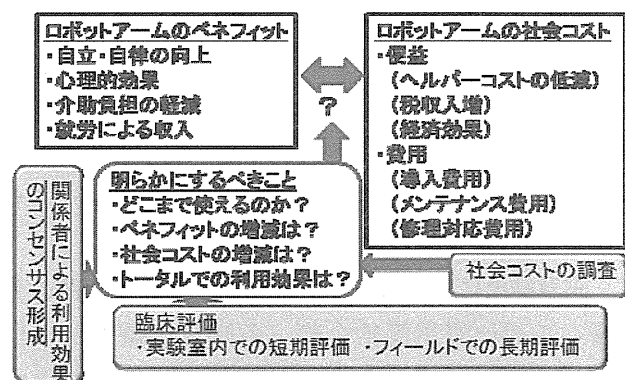 ロボットアームのベネフィット
・自立・自律の向上
・心理的効果
・介助負担の軽減
・就労による収入
?
ロボットアームの社会コスト
・便益
(ヘルパーコストの低減)
(税収入増)
(経済効果)
・費用
(導入費用)
(メンテナンス費用)
(修理対応費用)
関係者による利用効果
のコンセンサス形成
明らかにするべきこと
・どこまで使えるのか?
・ベネフィットの増減は?
・社会コストの増減は?
・トータルでの利用効果は?
社会コストの調査
臨床評価
・実験室内での短期評価 ・フィールドでの長期評価